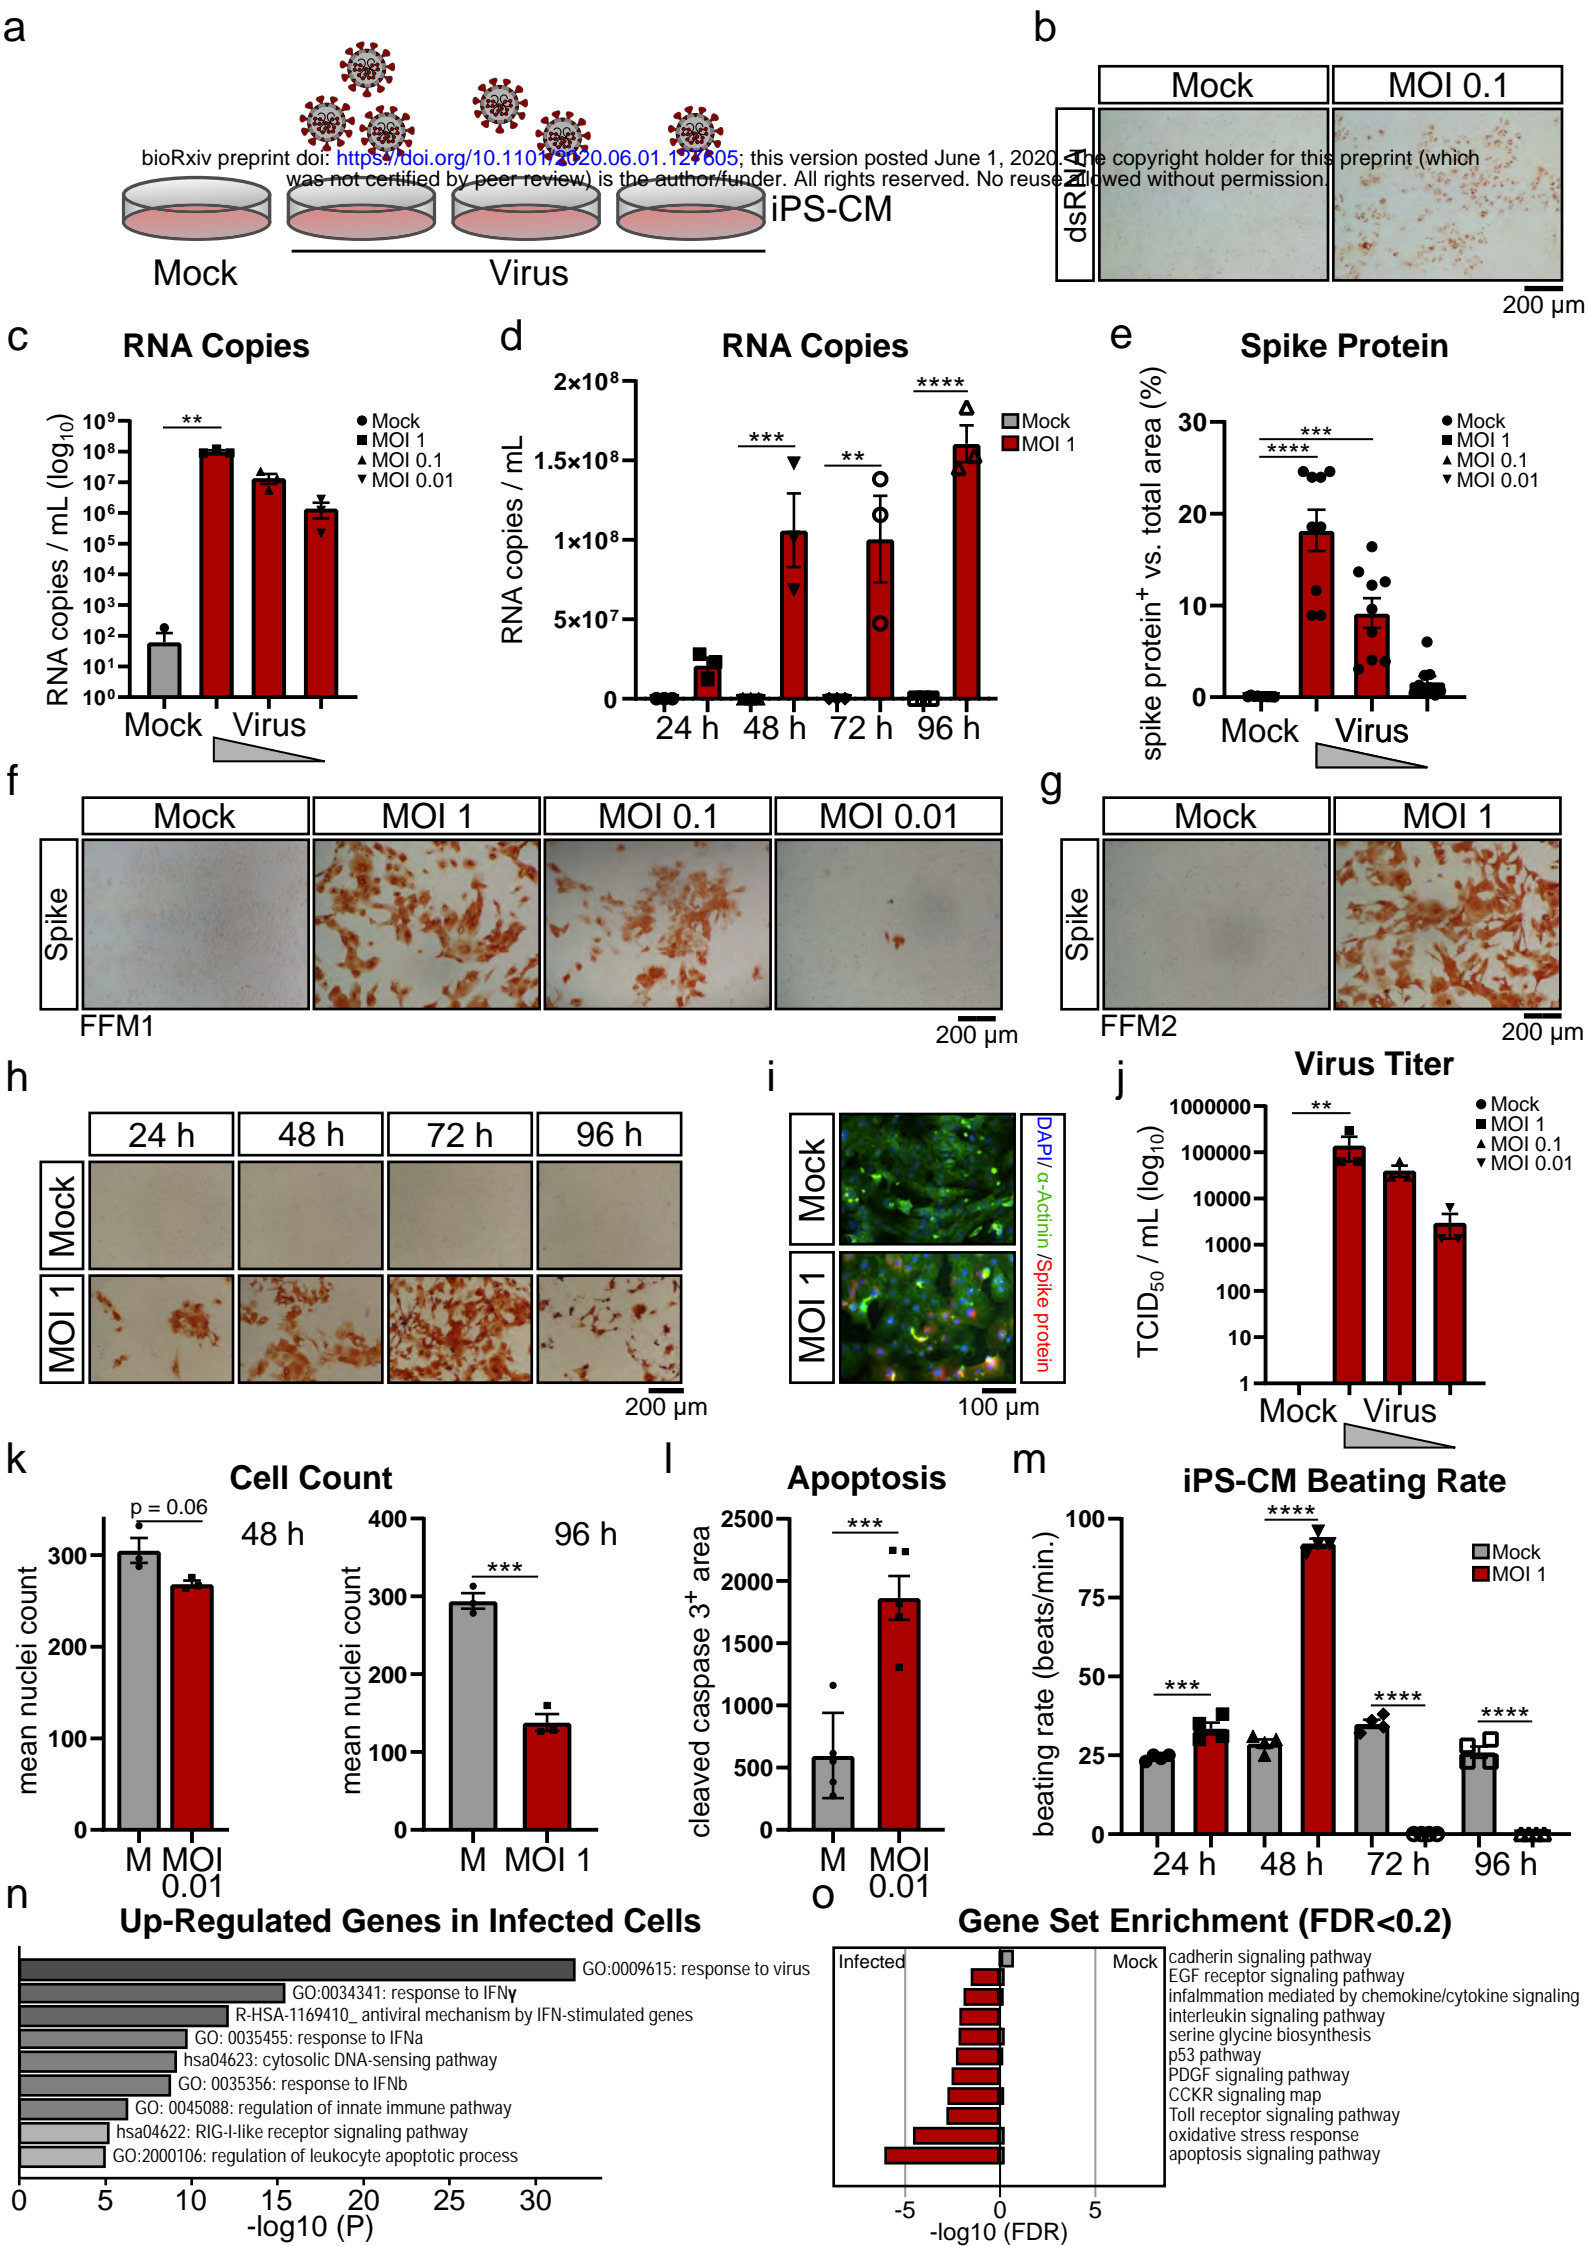 a
bioRxiv preprint doi: https://doi.org/10.1101/2020.06.01.127605; this version posted June 1, 2020. The copyright holder for this preprint (which
was not certified by peer review) is the author/funder. All rights reserved. No reuse allowed without permission.
iPS-CM
Mock
Virus
b
Mock
MOI 0.1
dsRNA
200 µm
c
RNA Copies
RNA copies / mL (log10)
10⁹
10⁸
10⁷
10⁶
10⁵
10⁴
10³
10²
10¹
10⁰
**
Mock
MOI 1
MOI 0.1
MOI 0.01
Mock
Virus
d
RNA Copies
RNA copies / mL
2×10⁸
1.5×10⁸
1×10⁸
5×10⁷
0
***
**
****
Mock
MOI 1
24 h
48 h
72 h
96 h
e
Spike Protein
spike protein⁺ vs. total area (%)
30
20
10
0
***
****
Mock
MOI 1
MOI 0.1
MOI 0.01
Mock
Virus
f
Mock
MOI 1
MOI 0.1
MOI 0.01
Spike
FFM1
200 µm
g
Mock
MOI 1
Spike
FFM2
200 µm
h
24 h
48 h
72 h
96 h
Mock
MOI 1
200 µm
i
Mock
MOI 1
DAPI/ α-Actinin /Spike protein
100 µm
j
Virus Titer
TCID50 / mL (log10)
1000000
100000
10000
1000
100
10
1
**
Mock
MOI 1
MOI 0.1
MOI 0.01
Mock
Virus
k
Cell Count
mean nuclei count
300
200
100
0
p = 0.06
48 h
M
MOI
0.01
mean nuclei count
400
300
200
100
0
***
96 h
M
MOI 1
l
Apoptosis
cleaved caspase 3⁺ area
2500
2000
1500
1000
500
0
***
M
MOI
0.01
m
iPS-CM Beating Rate
beating rate (beats/min.)
100
75
50
25
0
***
****
****
****
Mock
MOI 1
24 h
48 h
72 h
96 h
n
Up-Regulated Genes in Infected Cells
GO:0009615: response to virus
GO:0034341: response to IFNγ
R-HSA-1169410_ antiviral mechanism by IFN-stimulated genes
GO: 0035455: response to IFNa
hsa04623: cytosolic DNA-sensing pathway
GO: 0035356: response to IFNb
GO: 0045088: regulation of innate immune pathway
hsa04622: RIG-I-like receptor signaling pathway
GO:2000106: regulation of leukocyte apoptotic process
0 5 10 15 20 25 30
-log10 (P)
o
Gene Set Enrichment (FDR<0.2)
Infected
Mock
cadherin signaling pathway
EGF receptor signaling pathway
infalmmation mediated by chemokine/cytokine signaling
interleukin signaling pathway
serine glycine biosynthesis
p53 pathway
PDGF signaling pathway
CCKR signaling map
Toll receptor signaling pathway
oxidative stress response
apoptosis signaling pathway
-5 0 5
-log10 (FDR)